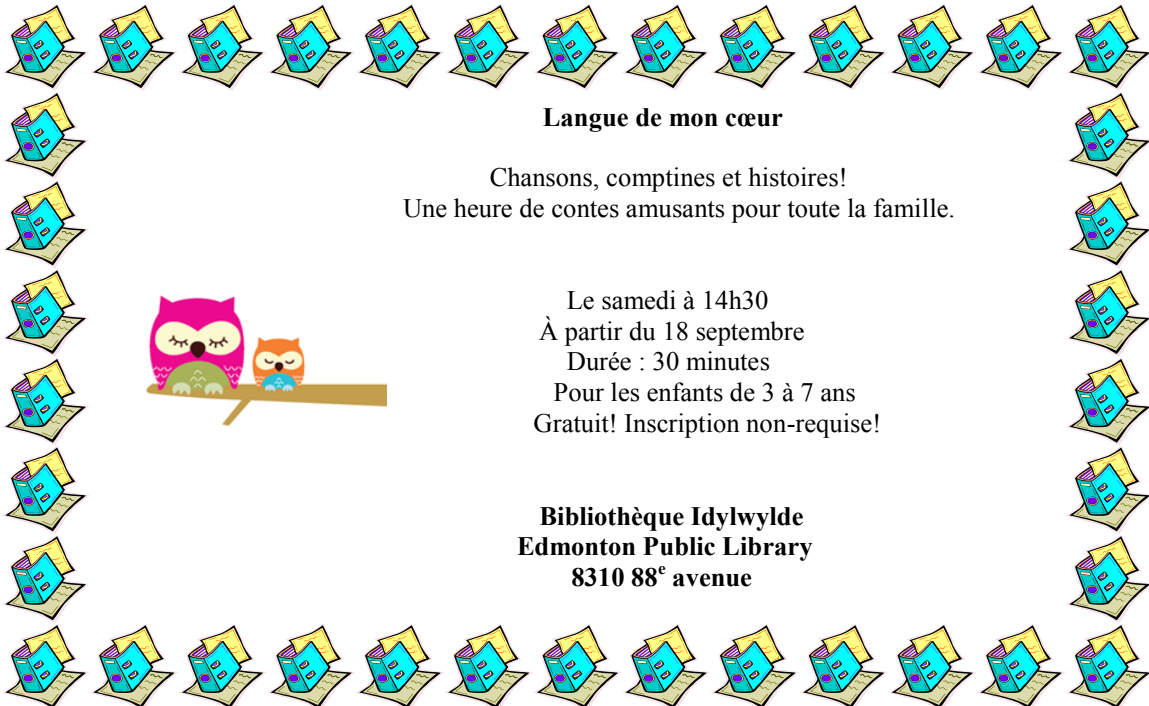 Langue de mon cœur
Chansons, comptines et histoires!
Une heure de contes amusants pour toute la famille.
Le samedi à 14h30
À partir du 18 septembre
Durée : 30 minutes
Pour les enfants de 3 à 7 ans
Gratuit! Inscription non-requise!
Bibliothèque Idylwylde
Edmonton Public Library
8310 88e avenue